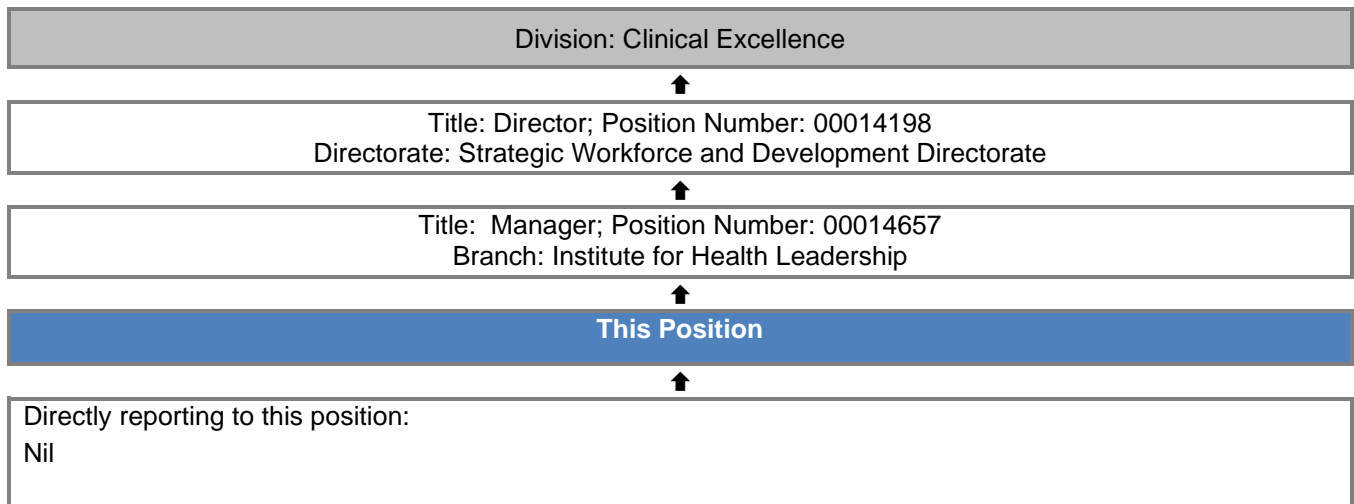 Division: Clinical Excellence
Title: Director; Position Number: 00014198
Directorate: Strategic Workforce and Development Directorate
Title: Manager; Position Number: 00014657
Branch: Institute for Health Leadership
This Position
Directly reporting to this position:
Nil